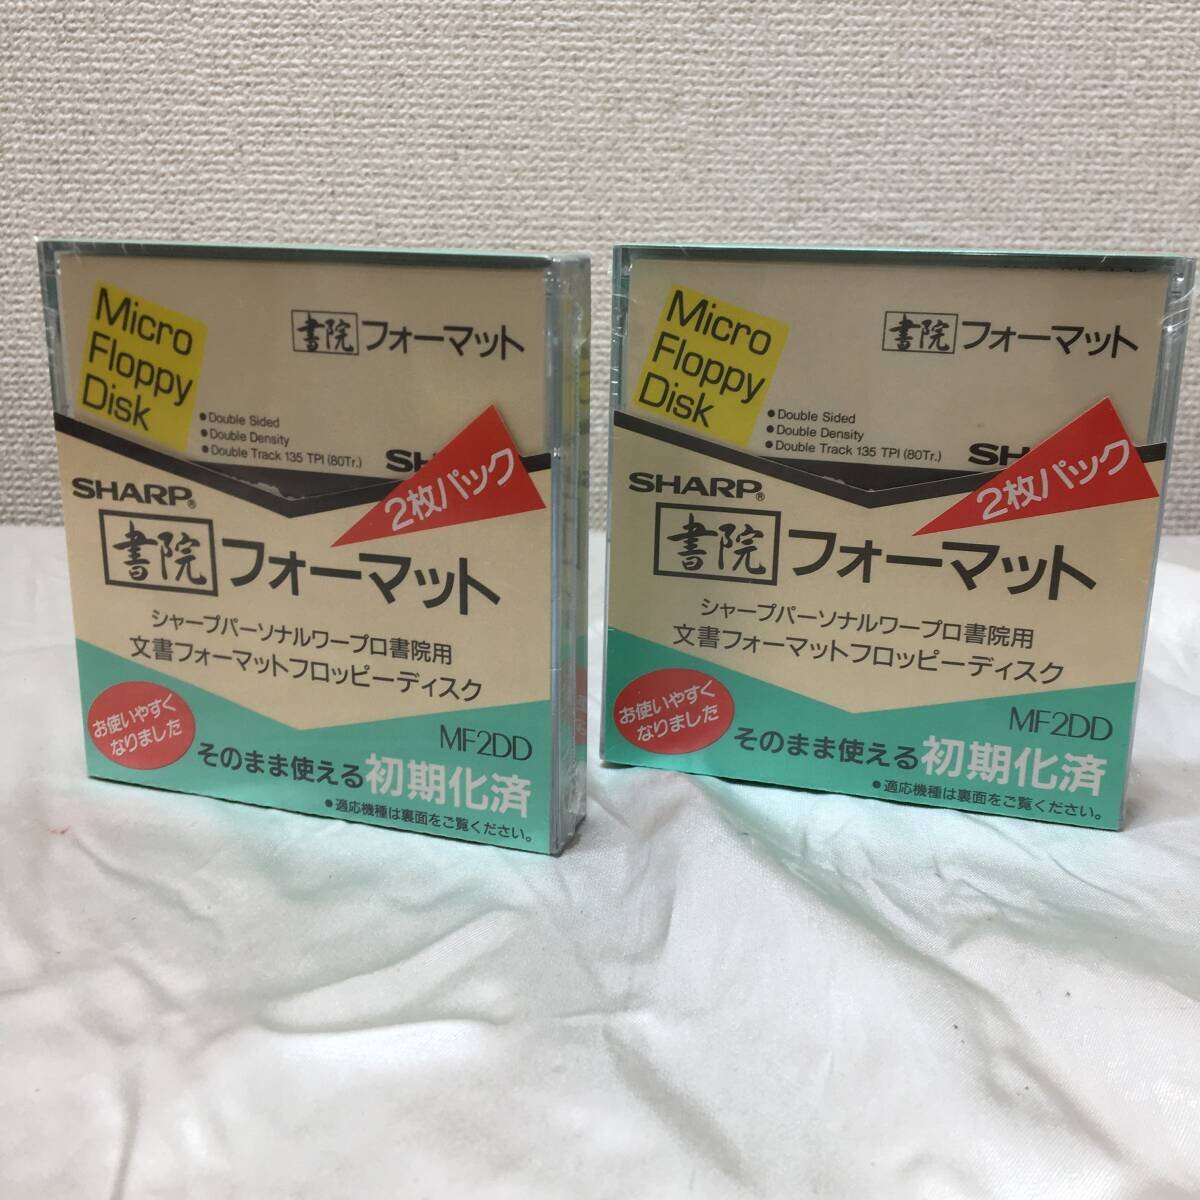 Micro
Floppy
Disk
書院 フォーマット
● Double Sided
● Double Density
● Double Track 135 TPI (80Tr.)
SH
2枚パック
SHARP®
書院 フォーマット
シャープパーソナルワープロ書院用
文書フォーマットフロッピーディスク
お使いやすく
なりました
MF2DD
そのまま使える初期化済
●適応機種は裏面をご覧ください。
Micro
Floppy
Disk
書院 フォーマット
● Double Sided
● Double Density
● Double Track 135 TPI (80Tr.)
SH
2枚パック
SHARP®
書院 フォーマット
シャープパーソナルワープロ書院用
文書フォーマットフロッピーディスク
お使いやすく
なりました
MF2DD
そのまま使える初期化済
●適応機種は裏面をご覧ください。